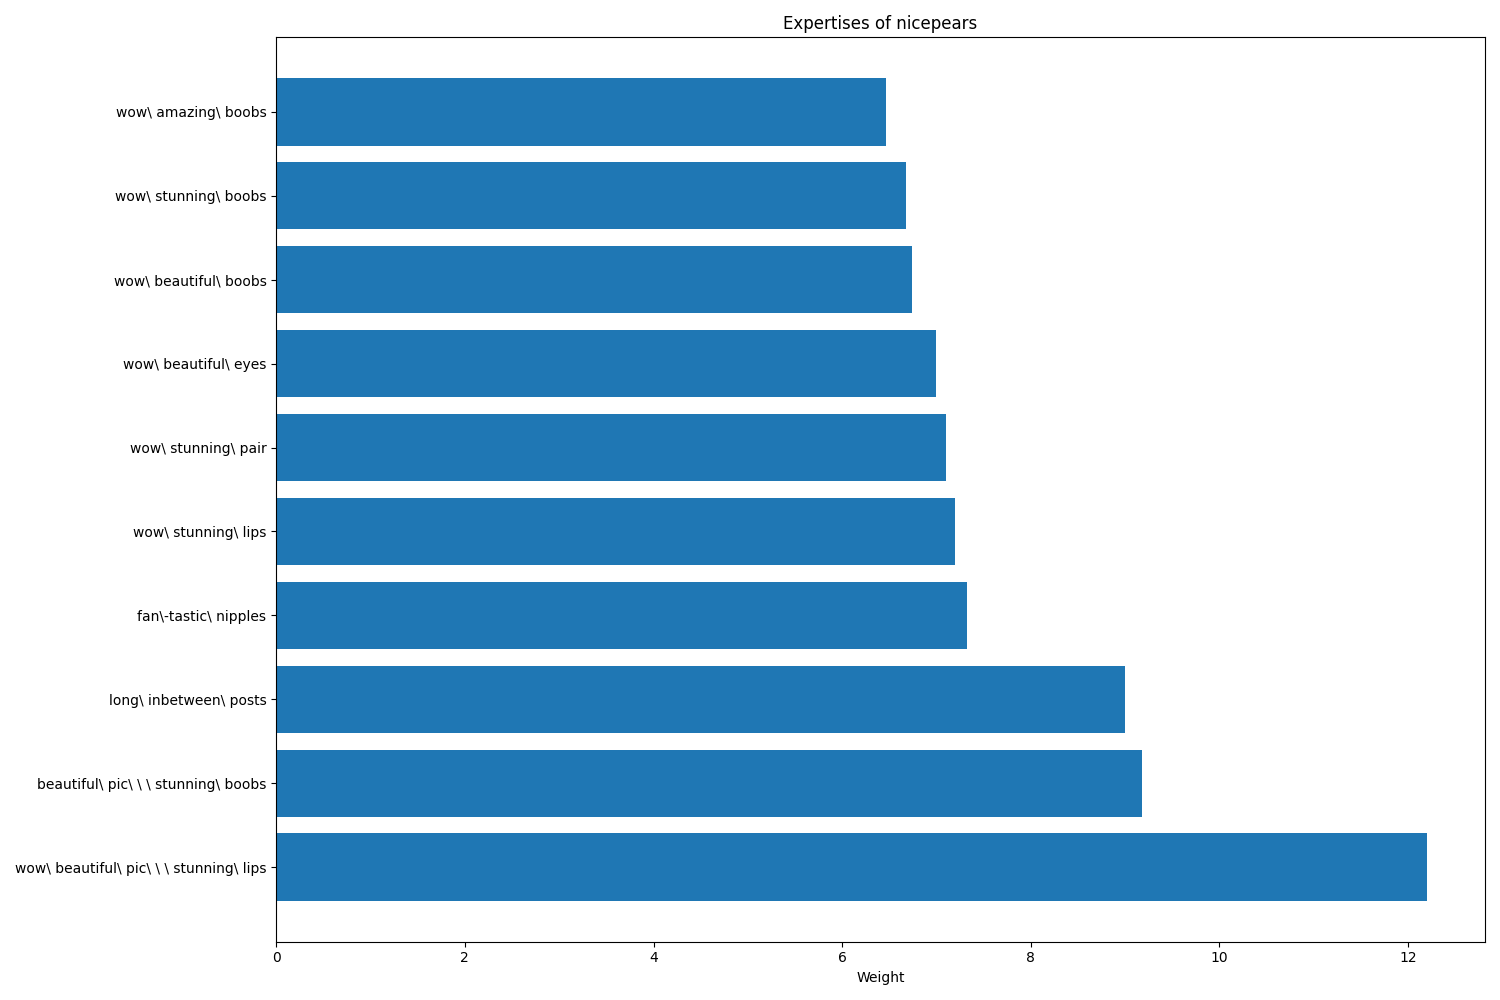 Expertises of nicepears
wow\ amazing\ boobs
wow\ stunning\ boobs
wow\ beautiful\ boobs
wow\ beautiful\ eyes
wow\ stunning\ pair
wow\ stunning\ lips
fan\-tastic\ nipples
long\ inbetween\ posts
beautiful\ pic\ \ \ stunning\ boobs
wow\ beautiful\ pic\ \ \ stunning\ lips
0 2 4 6 8 10 12
Weight